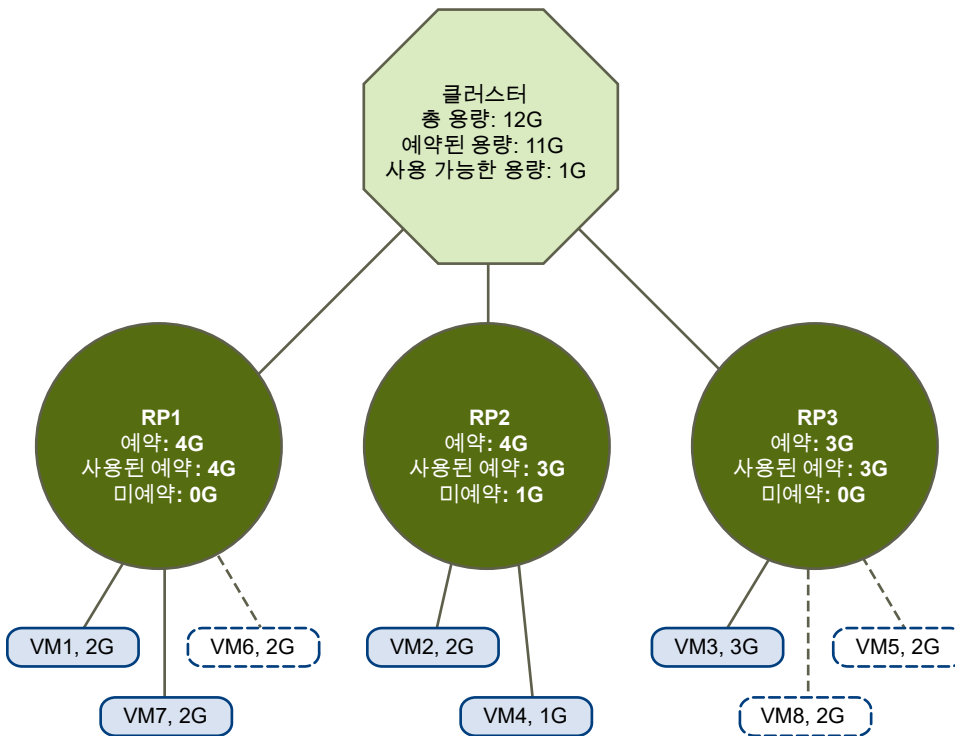 클러스터
총 용량: 12G
예약된 용량: 11G
사용 가능한 용량: 1G
RP1
예약: 4G
사용된 예약: 4G
미예약: 0G
RP2
예약: 4G
사용된 예약: 3G
미예약: 1G
RP3
예약: 3G
사용된 예약: 3G
미예약: 0G
VM1, 2G
VM6, 2G
VM2, 2G
VM3, 3G
VM5, 2G
VM7, 2G
VM4, 1G
VM8, 2G